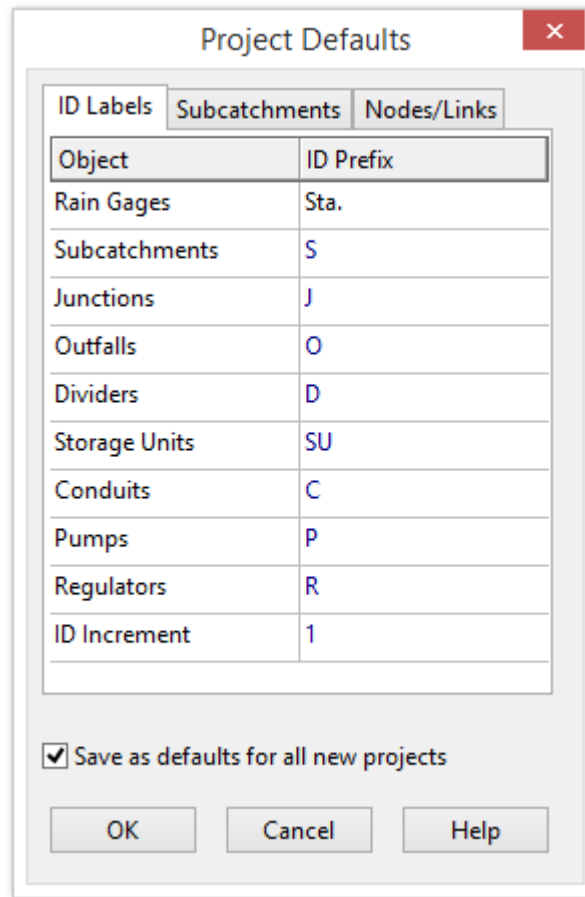 Project Defaults
ID Labels Subcatchments Nodes/Links
Object ID Prefix
Rain Gages Sta.
Subcatchments S
Junctions J
Outfalls O
Dividers D
Storage Units SU
Conduits C
Pumps P
Regulators R
ID Increment 1
Save as defaults for all new projects
OK Cancel Help